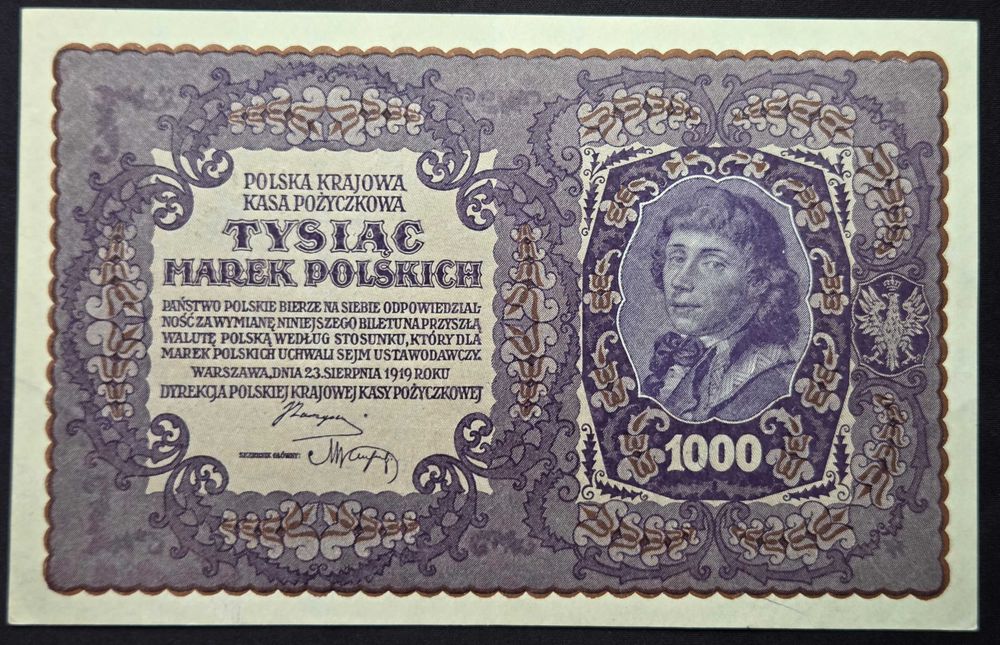 POLSKA KRAJOWA
KASA POŻYCZKOWA
TYSIĄC
MAREK POLSKICH
PAŃSTWO POLSKIE BIERZE NA SIEBIE ODPOWIEDZIAL
NOŚĆ ZA WYMIANĘ NINIEJSZEGO BILETU NA PRZYSZŁĄ
WALUTĘ POLSKĄ WEDŁUG STOSUNKU, KTÓRY DLA
MAREK POLSKICH UCHWALI SEJM USTAWODAWCZY.
WARSZAWA, DNIA 23. SIERPNIA 1919 ROKU
DYREKCJA POLSKIEJ KRAJOWEJ KASY POŻYCZKOWEJ
SKARBNIK GŁÓWNY:
1000